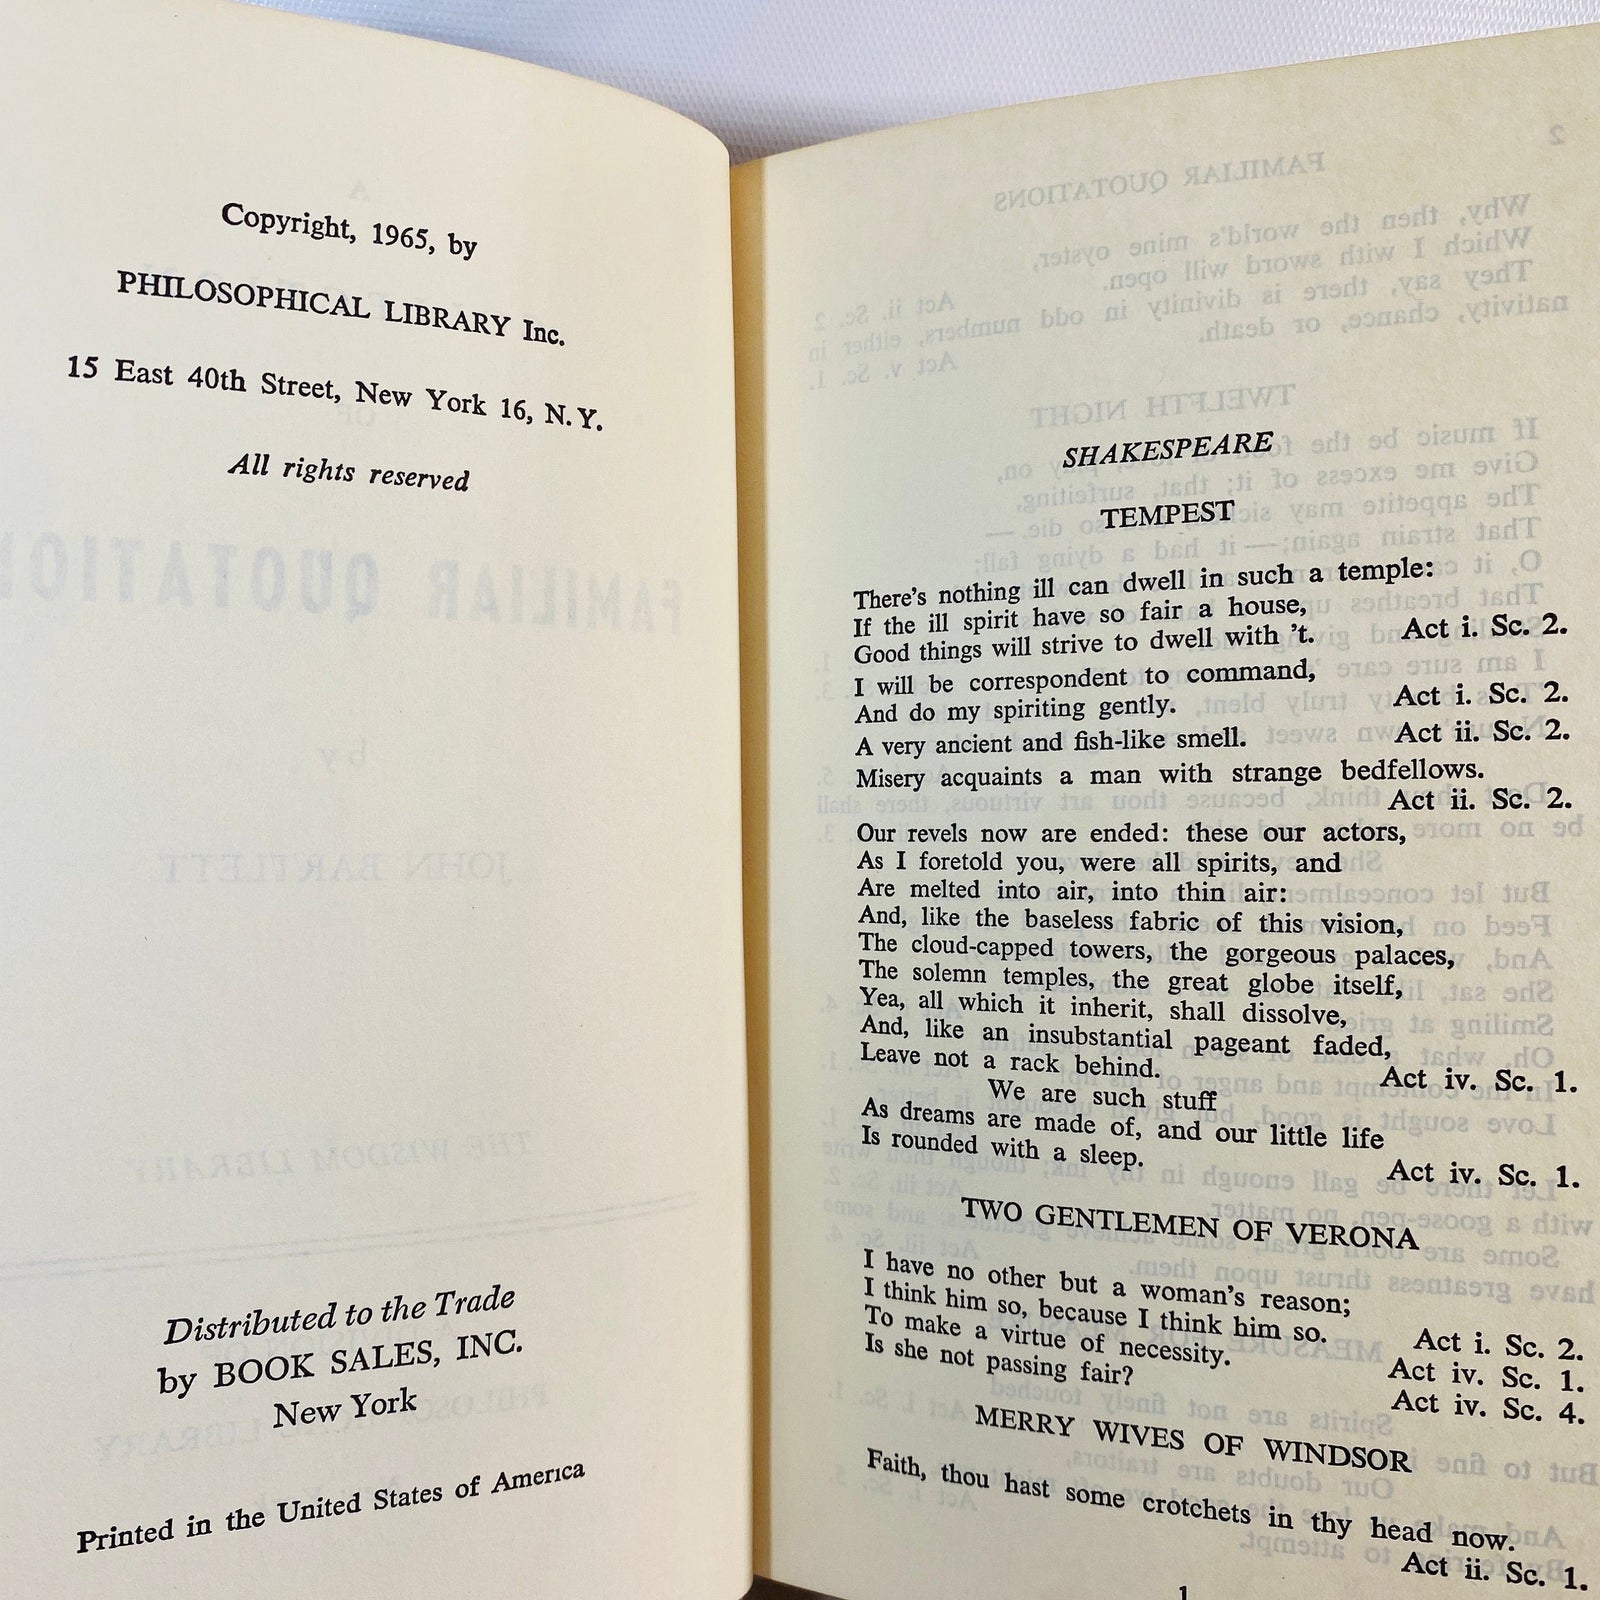 Copyright, 1965, by
PHILOSOPHICAL LIBRARY Inc.
15 East 40th Street, New York 16, N.Y.
All rights reserved
Distributed to the Trade
by BOOK SALES, INC.
New York
Printed in the United States of America
SHAKESPEARE
TEMPEST
There's nothing ill can dwell in such a temple:
If the ill spirit have so fair a house,
Good things will strive to dwell with 't. Act i. Sc. 2.
I will be correspondent to command,
And do my spiriting gently. Act i. Sc. 2.
A very ancient and fish-like smell. Act ii. Sc. 2.
Misery acquaints a man with strange bedfellows.
Act ii. Sc. 2.
Our revels now are ended: these our actors,
As I foretold you, were all spirits, and
Are melted into air, into thin air:
And, like the baseless fabric of this vision,
The cloud-capped towers, the gorgeous palaces,
The solemn temples, the great globe itself,
Yea, all which it inherit, shall dissolve,
And, like an insubstantial pageant faded,
Leave not a rack behind. Act iv. Sc. 1.
We are such stuff
As dreams are made of, and our little life
Is rounded with a sleep. Act iv. Sc. 1.
TWO GENTLEMEN OF VERONA
I have no other but a woman's reason;
I think him so, because I think him so. Act i. Sc. 2.
To make a virtue of necessity. Act iv. Sc. 1.
Is she not passing fair? Act iv. Sc. 4.
MERRY WIVES OF WINDSOR
Faith, thou hast some crotchets in thy head now.
Act ii. Sc. 1.
1